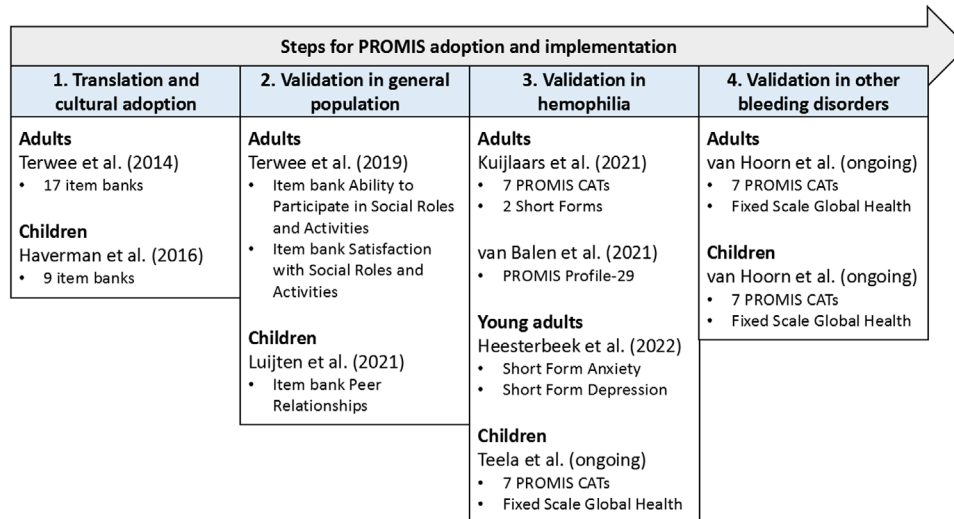 Steps for PROMIS adoption and implementation
1. Translation and
cultural adoption
Adults
Terwee et al. (2014)
• 17 item banks
Children
Haverman et al. (2016)
• 9 item banks
2. Validation in general
population
Adults
Terwee et al. (2019)
• Item bank Ability to
Participate in Social Roles
and Activities
• Item bank Satisfaction
with Social Roles and
Activities
Children
Luijten et al. (2021)
• Item bank Peer
Relationships
3. Validation in
hemophilia
Adults
Kuijlaars et al. (2021)
• 7 PROMIS CATs
• 2 Short Forms
van Balen et al. (2021)
• PROMIS Profile-29
Young adults
Heesterbeek et al. (2022)
• Short Form Anxiety
• Short Form Depression
Children
Teela et al. (ongoing)
• 7 PROMIS CATs
• Fixed Scale Global Health
4. Validation in other
bleeding disorders
Adults
van Hoorn et al. (ongoing)
• 7 PROMIS CATs
• Fixed Scale Global Health
Children
van Hoorn et al. (ongoing)
• 7 PROMIS CATs
• Fixed Scale Global Health